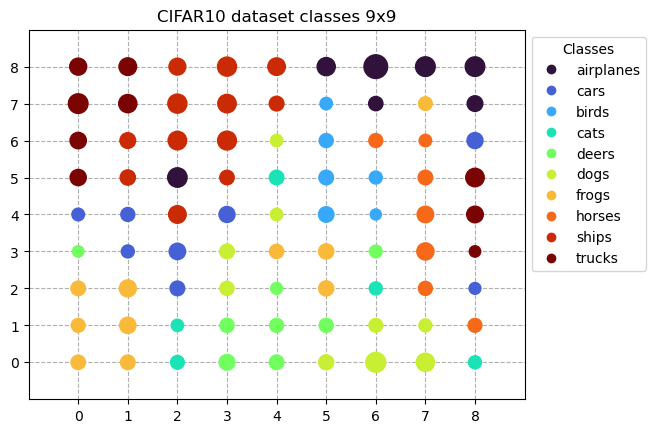 CIFAR10 dataset classes 9x9
8
7
6
5
4
3
2
1
0
0 1 2 3 4 5 6 7 8
Classes
airplanes
cars
birds
cats
deers
dogs
frogs
horses
ships
trucks